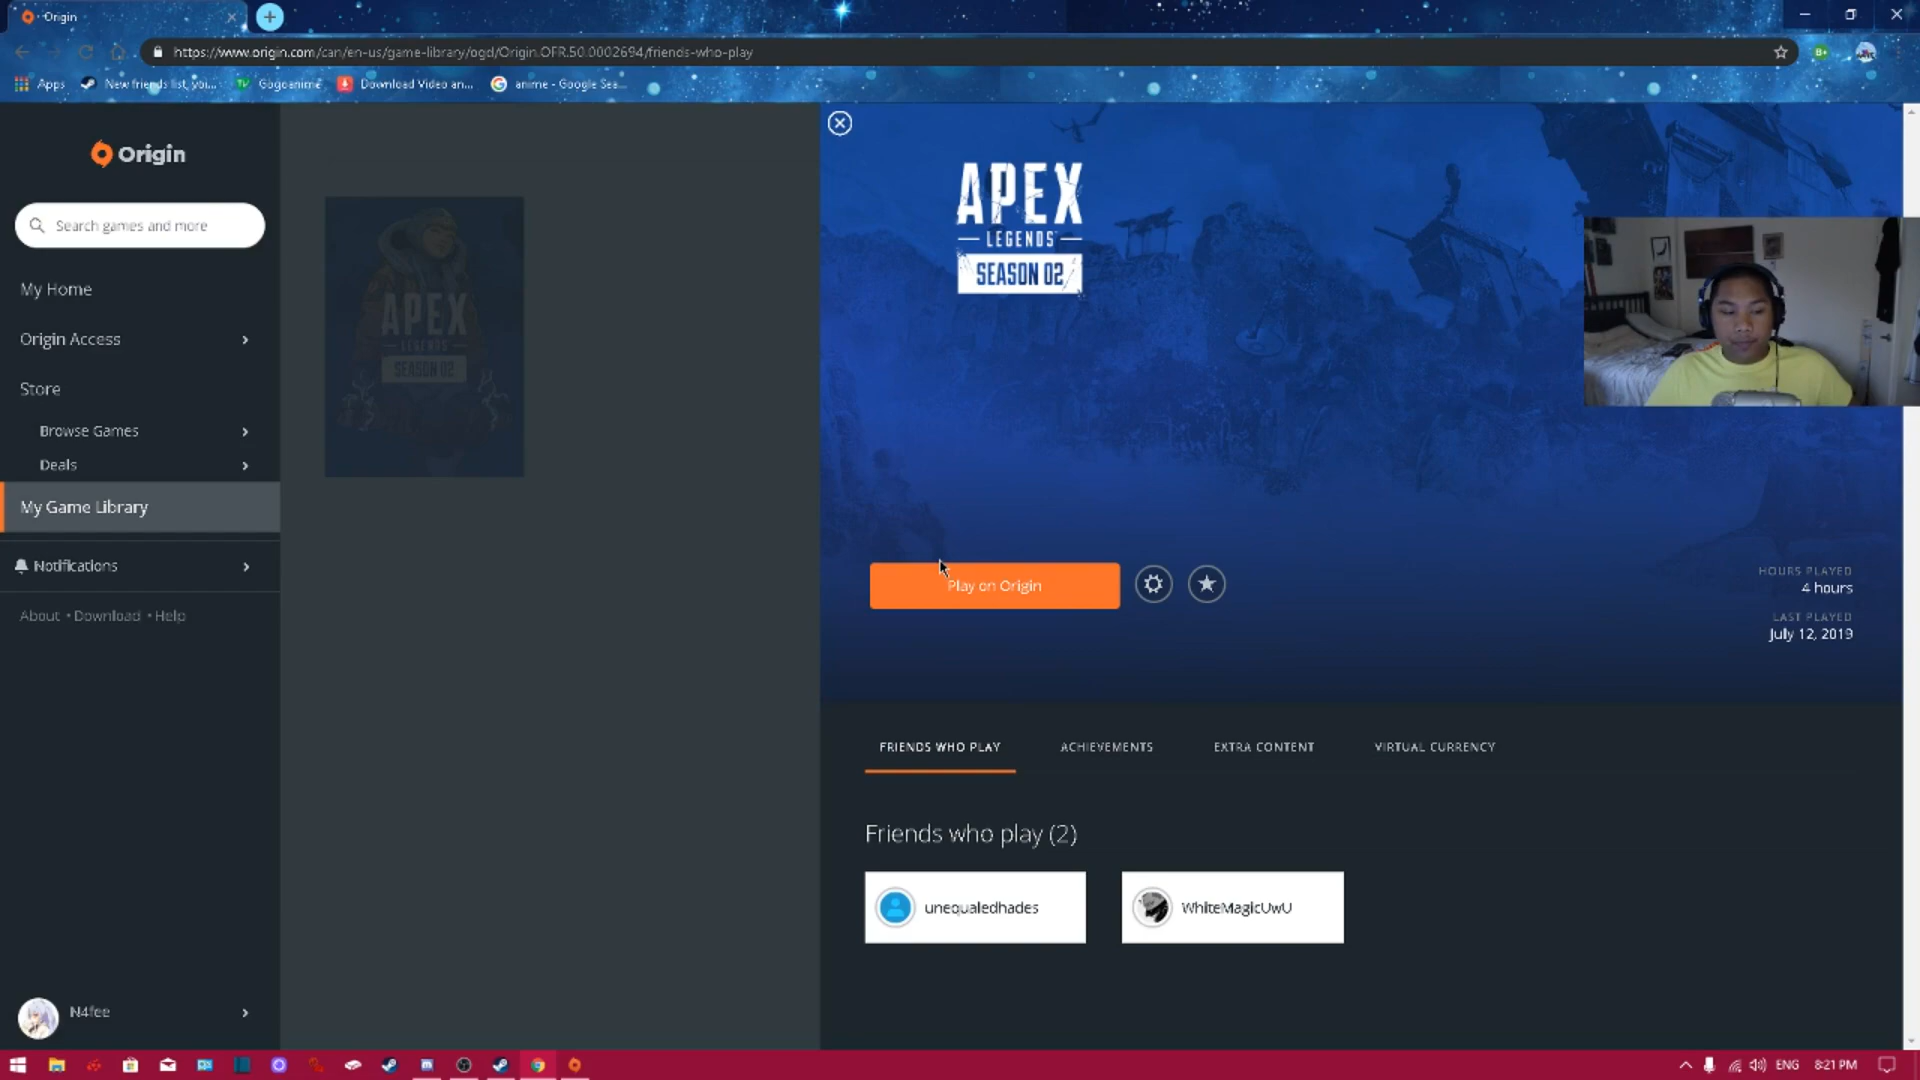 Origin
https://www.origin.com/can/en-us/game-library/ogd/Origin.OFR.50.0002694/friends-who-play
Apps
New friends list, you...
Gogoanime
Download Video an...
anime - Google Sea...
Origin
Search games and more
My Home
Origin Access
Store
Browse Games
Deals
My Game Library
Notifications
About • Download • Help
N4fee
APEX
LEGENDS
SEASON 02
APEX
LEGENDS
SEASON 02
Play on Origin
HOURS PLAYED
4 hours
LAST PLAYED
July 12, 2019
FRIENDS WHO PLAY
ACHIEVEMENTS
EXTRA CONTENT
VIRTUAL CURRENCY
Friends who play (2)
unequaledhades
WhiteMagicUwU
ENG
8:21 PM